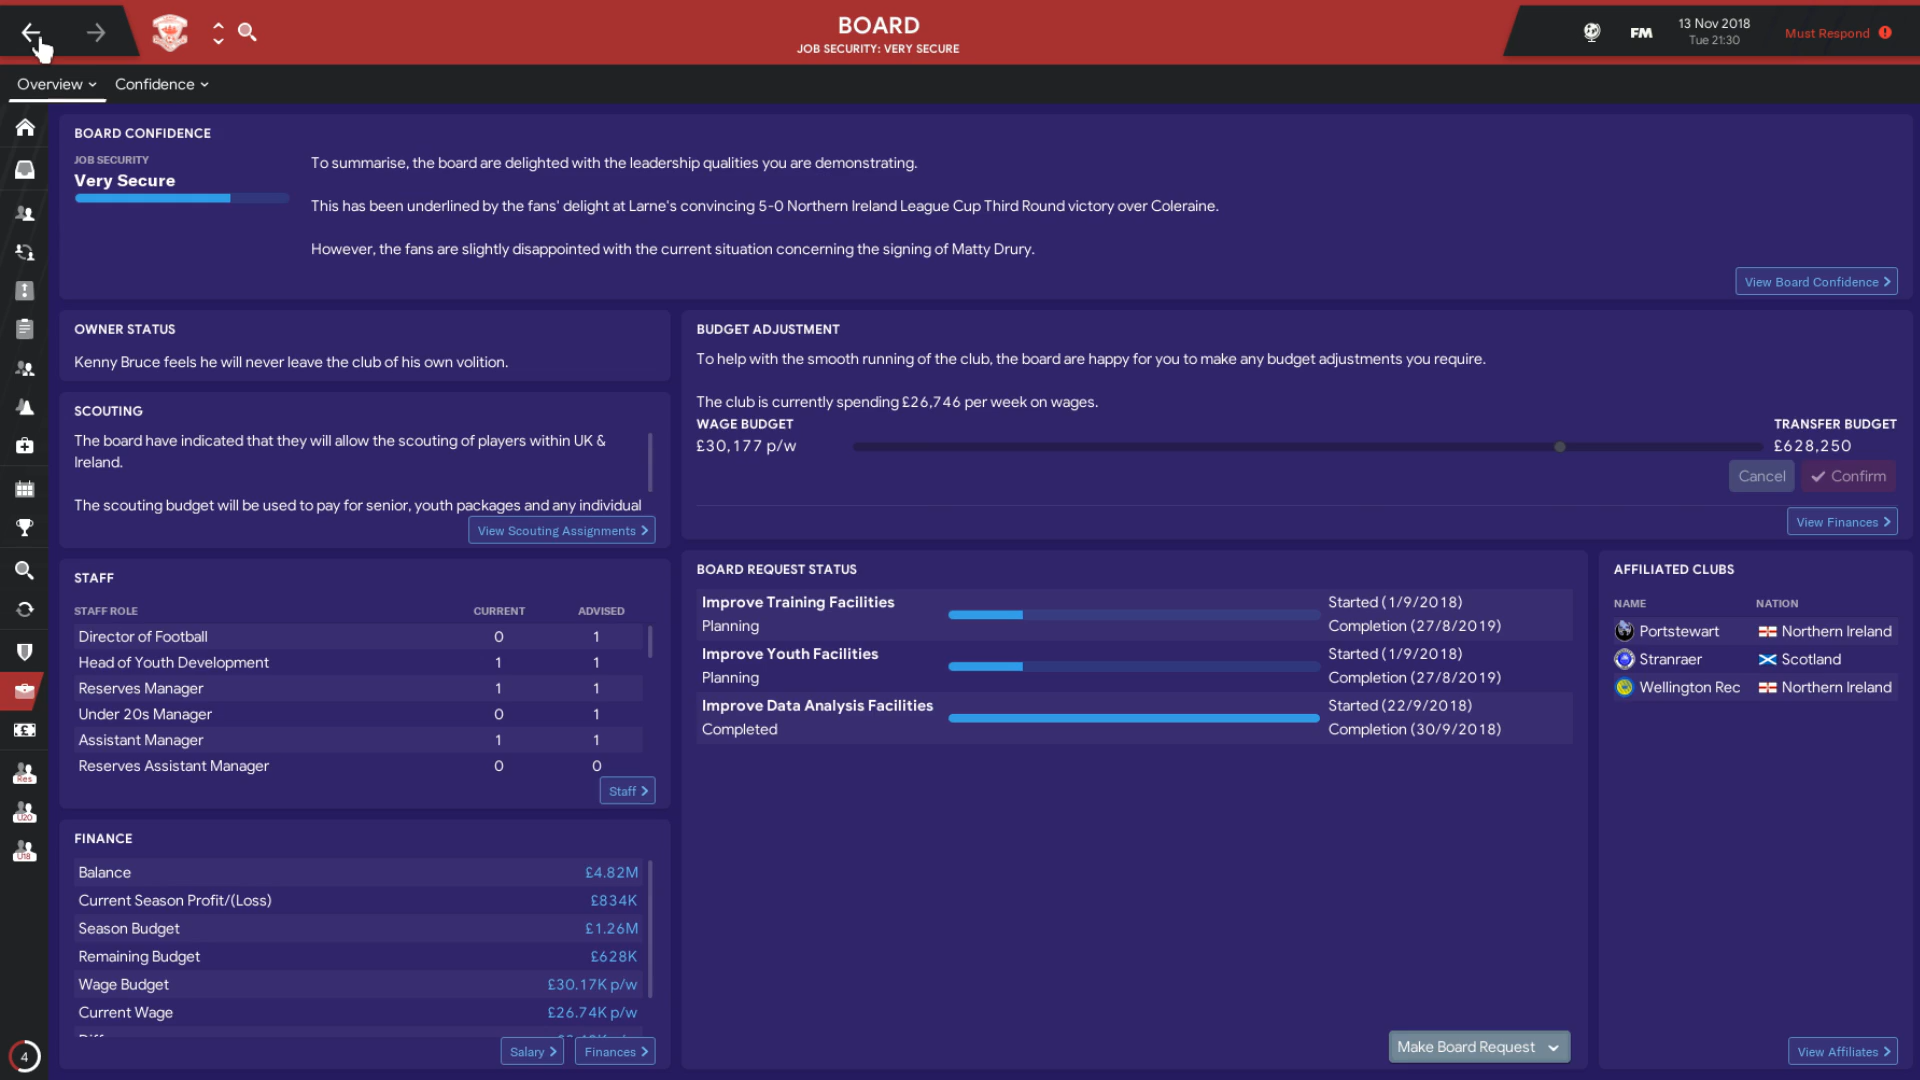 BOARD
JOB SECURITY: VERY SECURE
FM
13 Nov 2018
Tue 21:30
Must Respond
Overview
Confidence
BOARD CONFIDENCE
JOB SECURITY
Very Secure
To summarise, the board are delighted with the leadership qualities you are demonstrating.
This has been underlined by the fans' delight at Larne's convincing 5-0 Northern Ireland League Cup Third Round victory over Coleraine.
However, the fans are slightly disappointed with the current situation concerning the signing of Matty Drury.
View Board Confidence
OWNER STATUS
Kenny Bruce feels he will never leave the club of his own volition.
SCOUTING
The board have indicated that they will allow the scouting of players within UK &
Ireland.
The scouting budget will be used to pay for senior, youth packages and any individual
View Scouting Assignments
BUDGET ADJUSTMENT
To help with the smooth running of the club, the board are happy for you to make any budget adjustments you require.
The club is currently spending £26,746 per week on wages.
WAGE BUDGET
£30,177 p/w
TRANSFER BUDGET
£628,250
Cancel
Confirm
View Finances
STAFF
STAFF ROLE CURRENT ADVISED
Director of Football 0 1
Head of Youth Development 1 1
Reserves Manager 1 1
Under 20s Manager 0 1
Assistant Manager 1 1
Reserves Assistant Manager 0 0
Staff
BOARD REQUEST STATUS
Improve Training Facilities Started (1/9/2018)
Planning Completion (27/8/2019)
Improve Youth Facilities Started (1/9/2018)
Planning Completion (27/8/2019)
Improve Data Analysis Facilities Started (22/9/2018)
Completed Completion (30/9/2018)
Make Board Request
AFFILIATED CLUBS
NAME NATION
Portstewart Northern Ireland
Stranraer Scotland
Wellington Rec Northern Ireland
View Affiliates
FINANCE
Balance £4.82M
Current Season Profit/(Loss) £834K
Season Budget £1.26M
Remaining Budget £628K
Wage Budget £30.17K p/w
Current Wage £26.74K p/w
Salary
Finances
Res
U20
U18
4